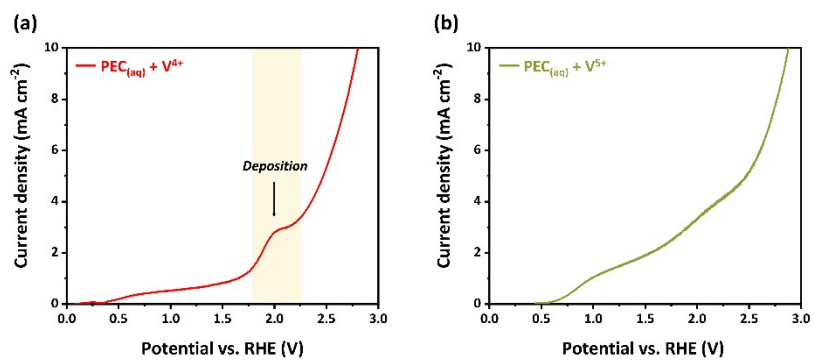 (a)
10
8
6
4
2
0
Current density (mA cm⁻²)
PEC(aq) + V⁴⁺
Deposition
0.0 0.5 1.0 1.5 2.0 2.5 3.0
Potential vs. RHE (V)
(b)
10
8
6
4
2
0
Current density (mA cm⁻²)
PEC(aq) + V⁵⁺
0.0 0.5 1.0 1.5 2.0 2.5 3.0
Potential vs. RHE (V)